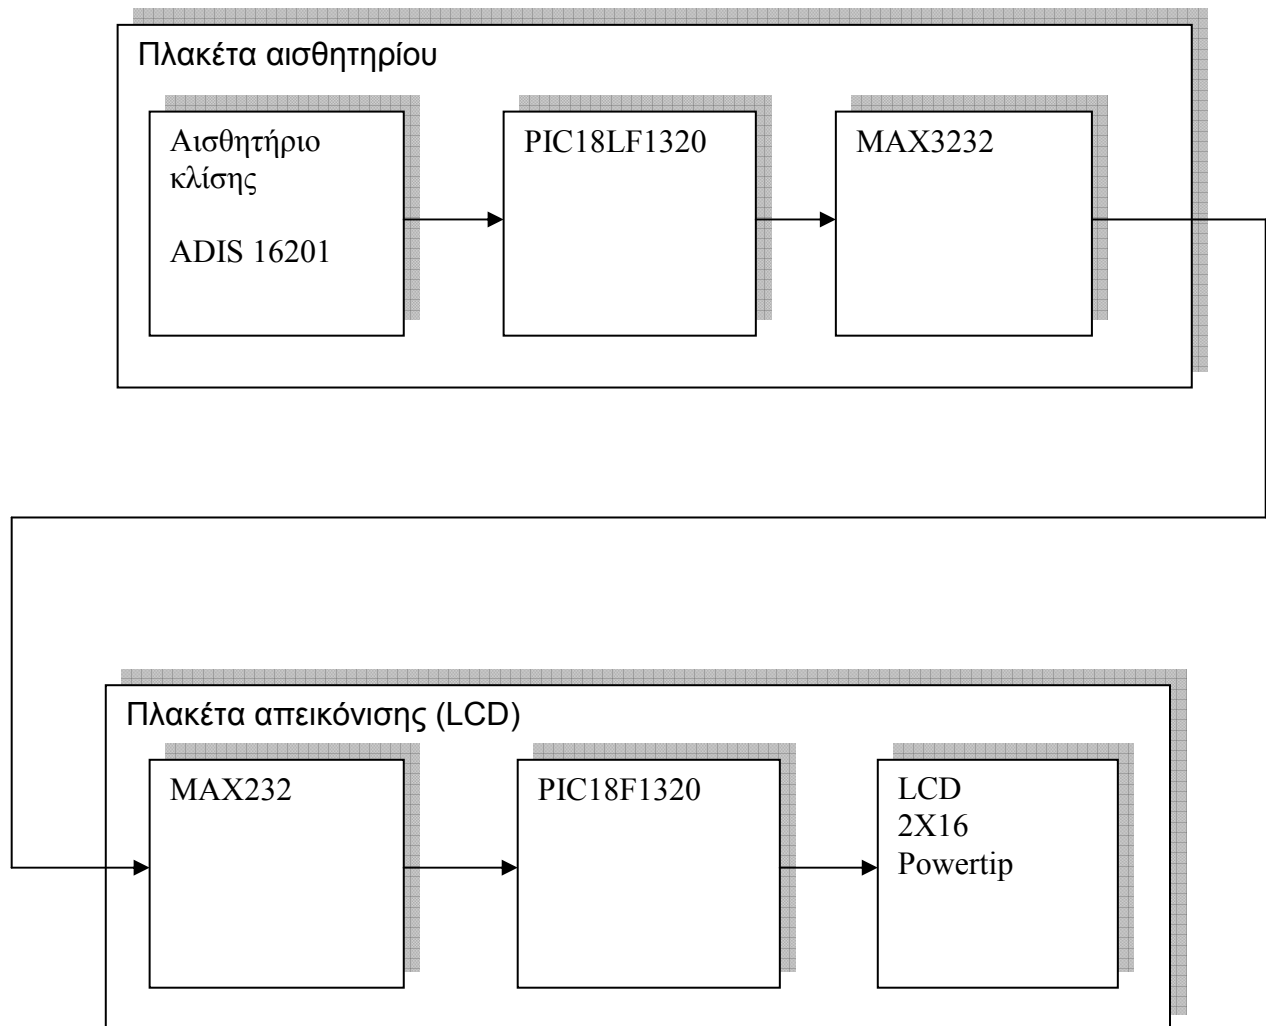 Πλακέτα αισθητηρίου
Αισθητήριο
κλίσης
ADIS 16201
PIC18LF1320
MAX3232
Πλακέτα απεικόνισης (LCD)
MAX232
PIC18F1320
LCD
2X16
Powertip